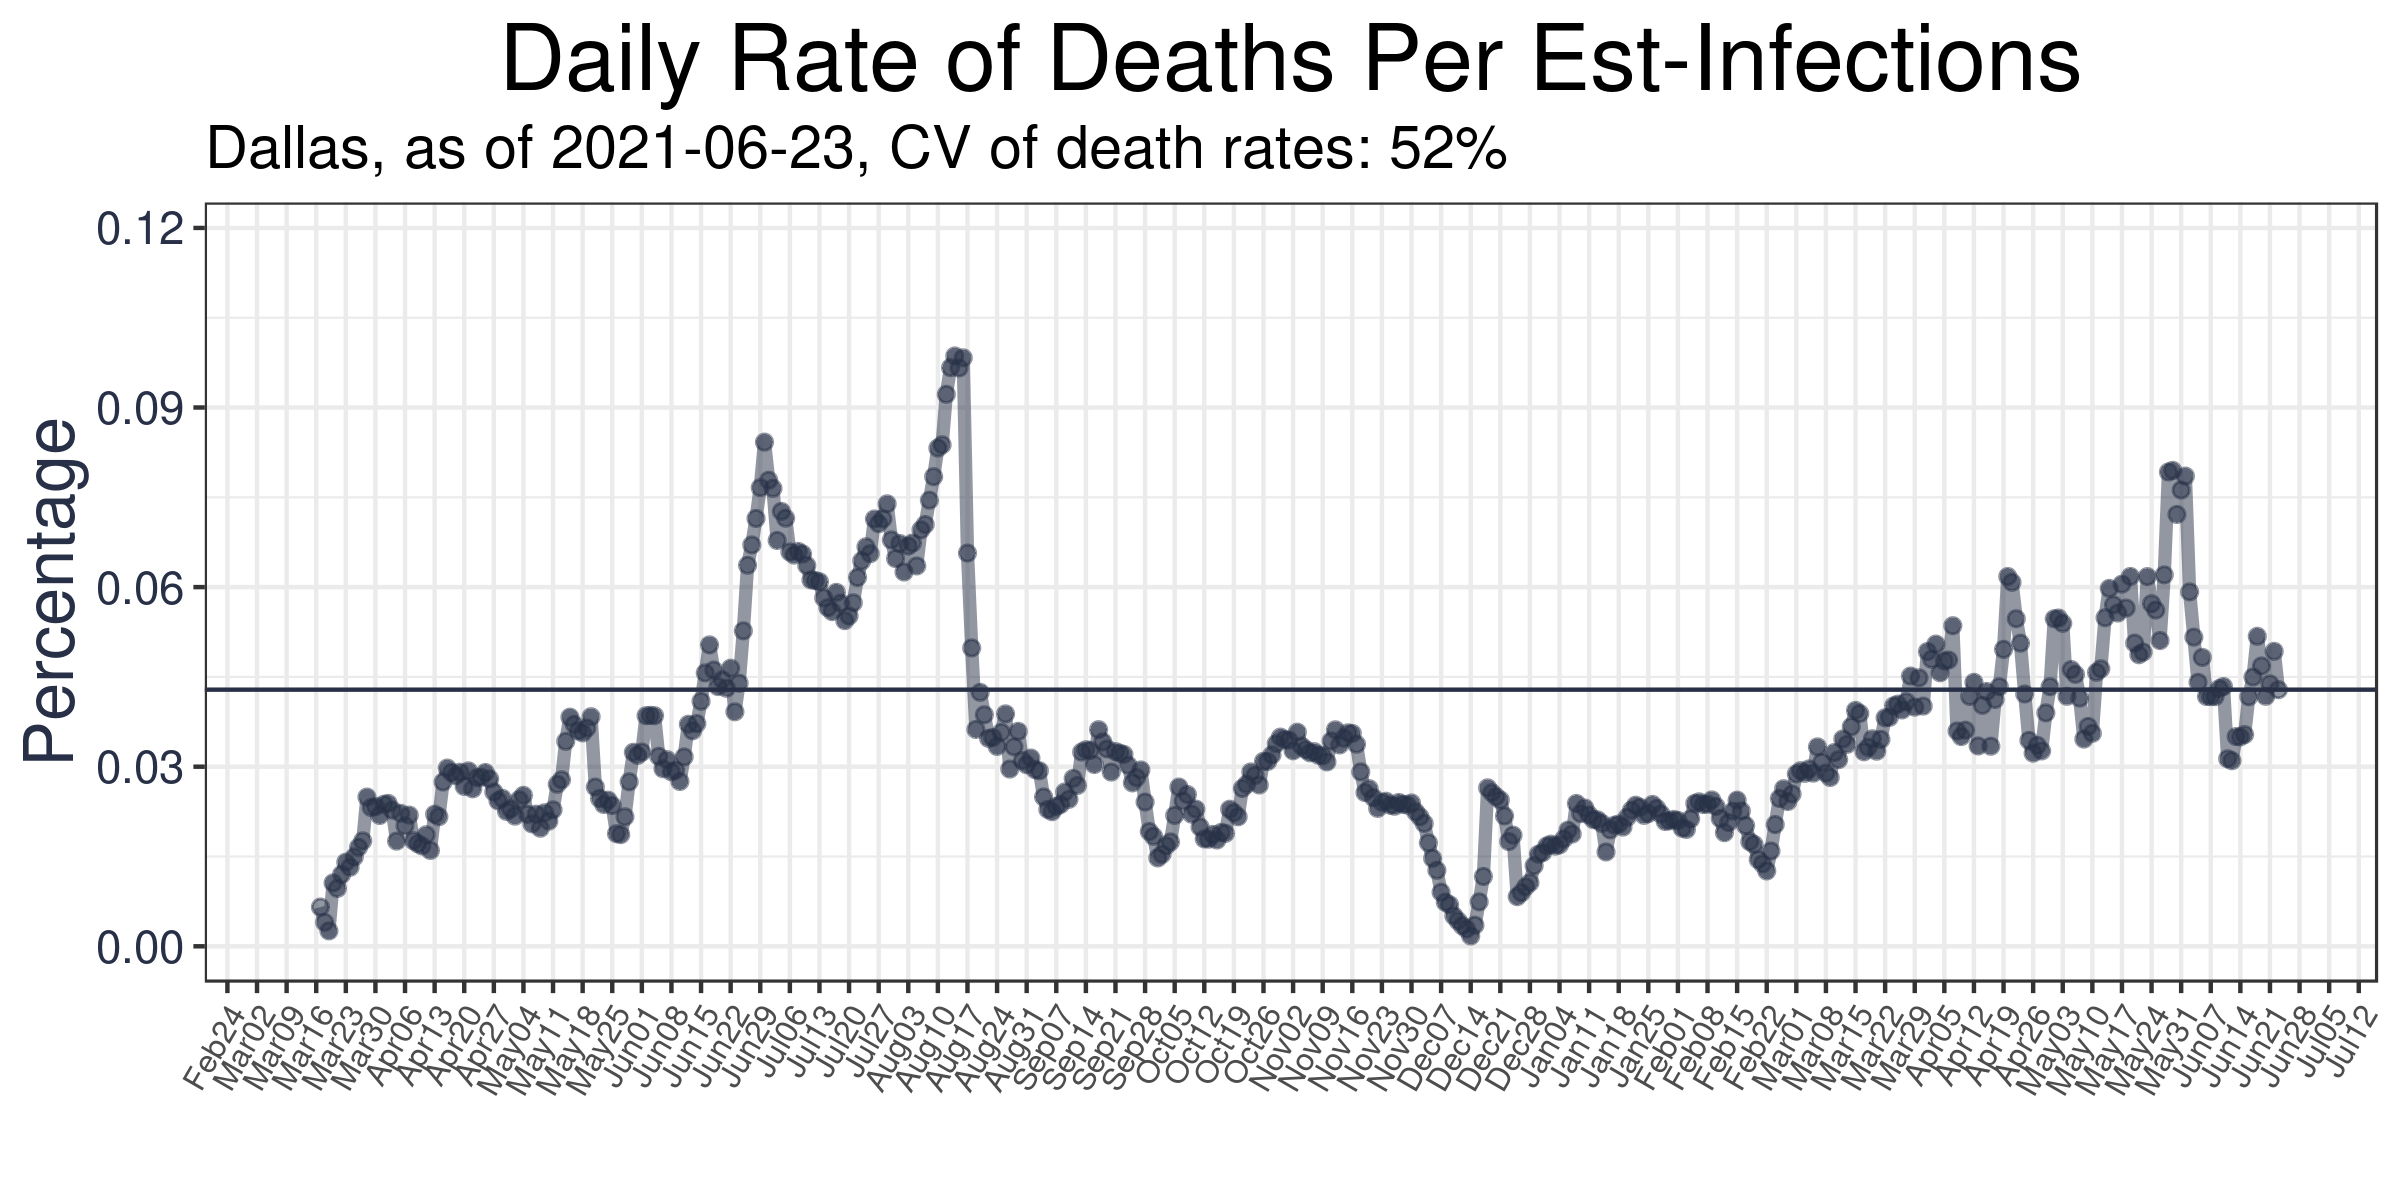 Daily Rate of Deaths Per Est-Infections
Dallas, as of 2021-06-23, CV of death rates: 52%
Percentage
0.12
0.09
0.06
0.03
0.00
Feb24
Mar02
Mar09
Mar16
Mar23
Mar30
Apr06
Apr13
Apr20
Apr27
May04
May11
May18
May25
Jun01
Jun08
Jun15
Jun22
Jun29
Jul06
Jul13
Jul20
Jul27
Aug03
Aug10
Aug17
Aug24
Aug31
Sep07
Sep14
Sep21
Sep28
Oct05
Oct12
Oct19
Oct26
Nov02
Nov09
Nov16
Nov23
Nov30
Dec07
Dec14
Dec21
Dec28
Jan04
Jan11
Jan18
Jan25
Feb01
Feb08
Feb15
Feb22
Mar01
Mar08
Mar15
Mar22
Mar29
Apr05
Apr12
Apr19
Apr26
May03
May10
May17
May24
May31
Jun07
Jun14
Jun21
Jun28
Jul05
Jul12